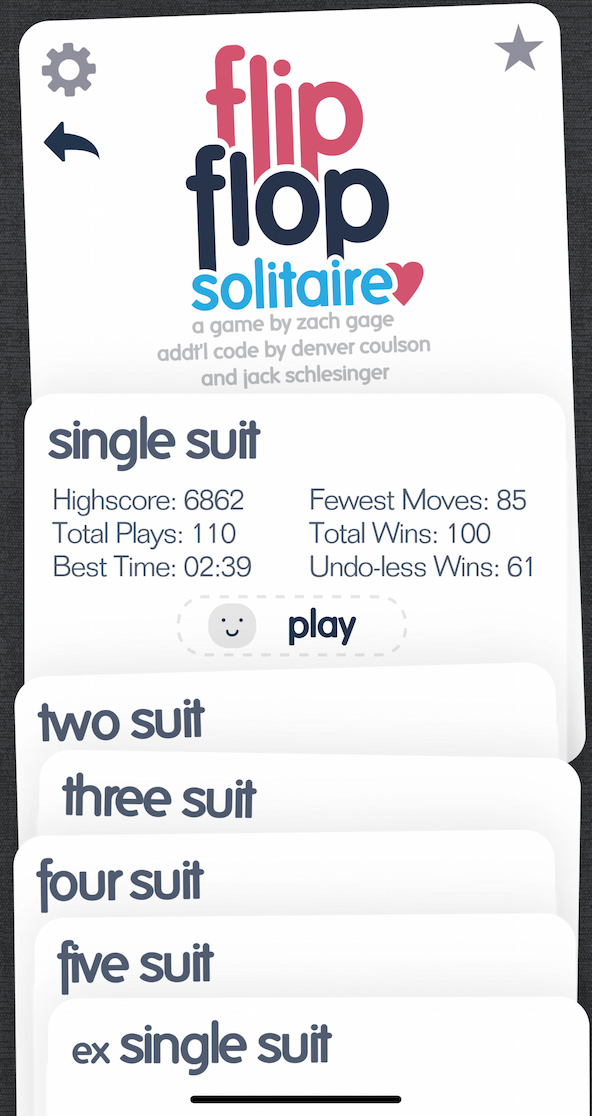 flip
flop
solitaire
a game by zach gage
addt'l code by denver coulson
and jack schlesinger
single suit
Highscore: 6862 Fewest Moves: 85
Total Plays: 110 Total Wins: 100
Best Time: 02:39 Undo-less Wins: 61
play
two suit
three suit
four suit
five suit
ex single suit